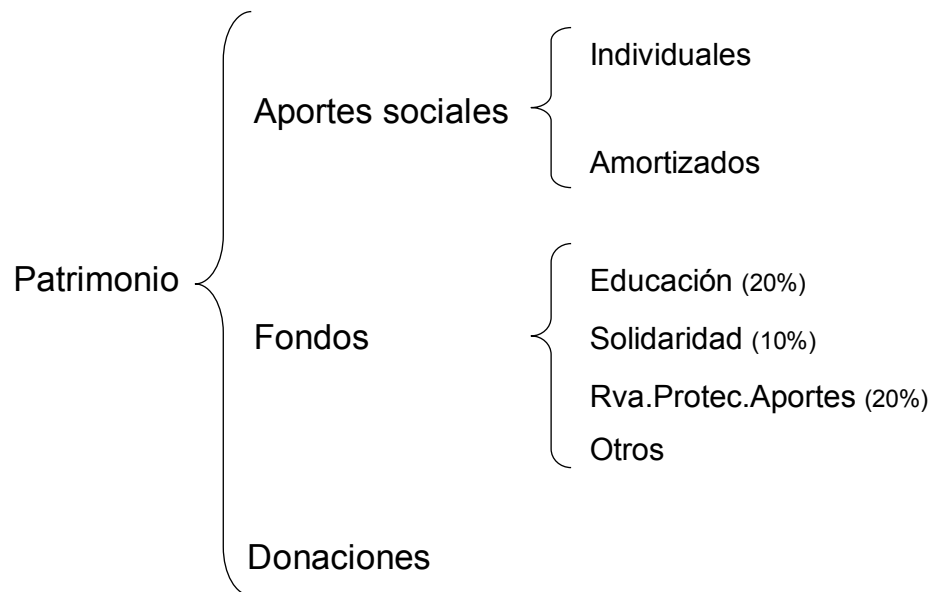 Patrimonio
Aportes sociales
Individuales
Amortizados
Fondos
Educación (20%)
Solidaridad (10%)
Rva.Protec.Aportes (20%)
Otros
Donaciones